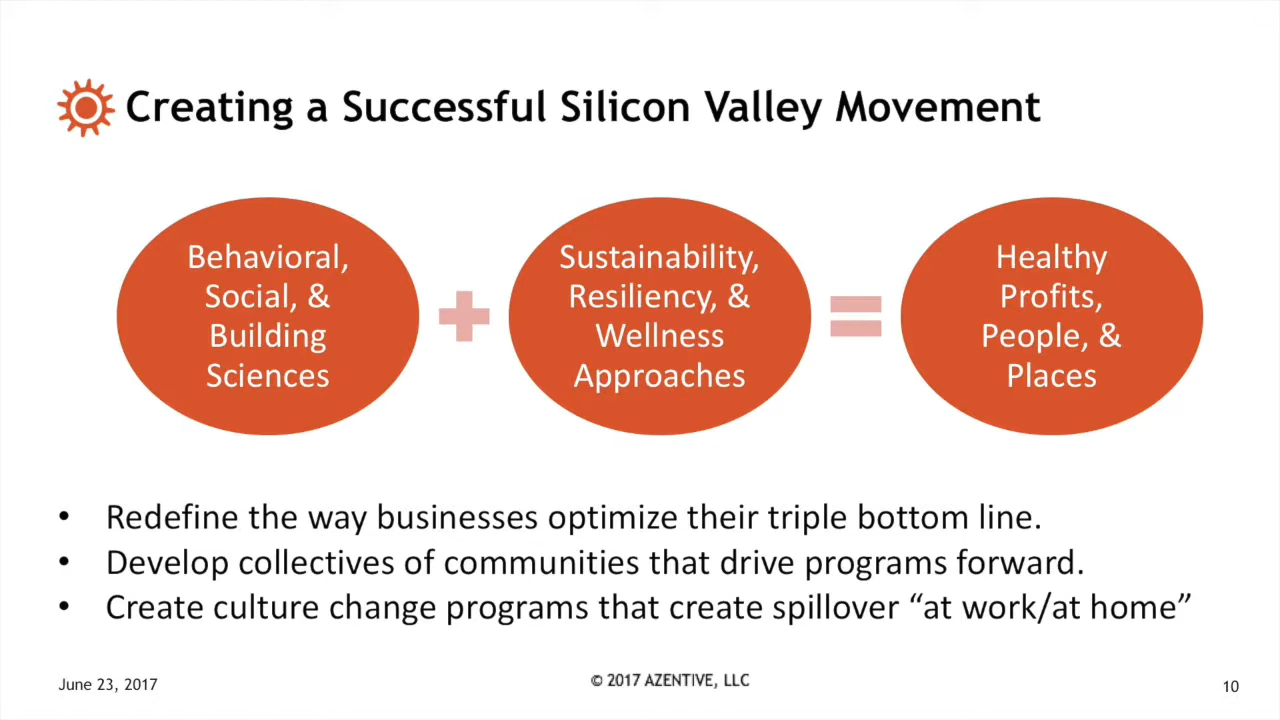 Creating a Successful Silicon Valley Movement
Behavioral,
Social, &
Building
Sciences
Sustainability,
Resiliency, &
Wellness
Approaches
Healthy
Profits,
People, &
Places
• Redefine the way businesses optimize their triple bottom line.
• Develop collectives of communities that drive programs forward.
• Create culture change programs that create spillover “at work/at home”
June 23, 2017
© 2017 AZENTIVE, LLC
10